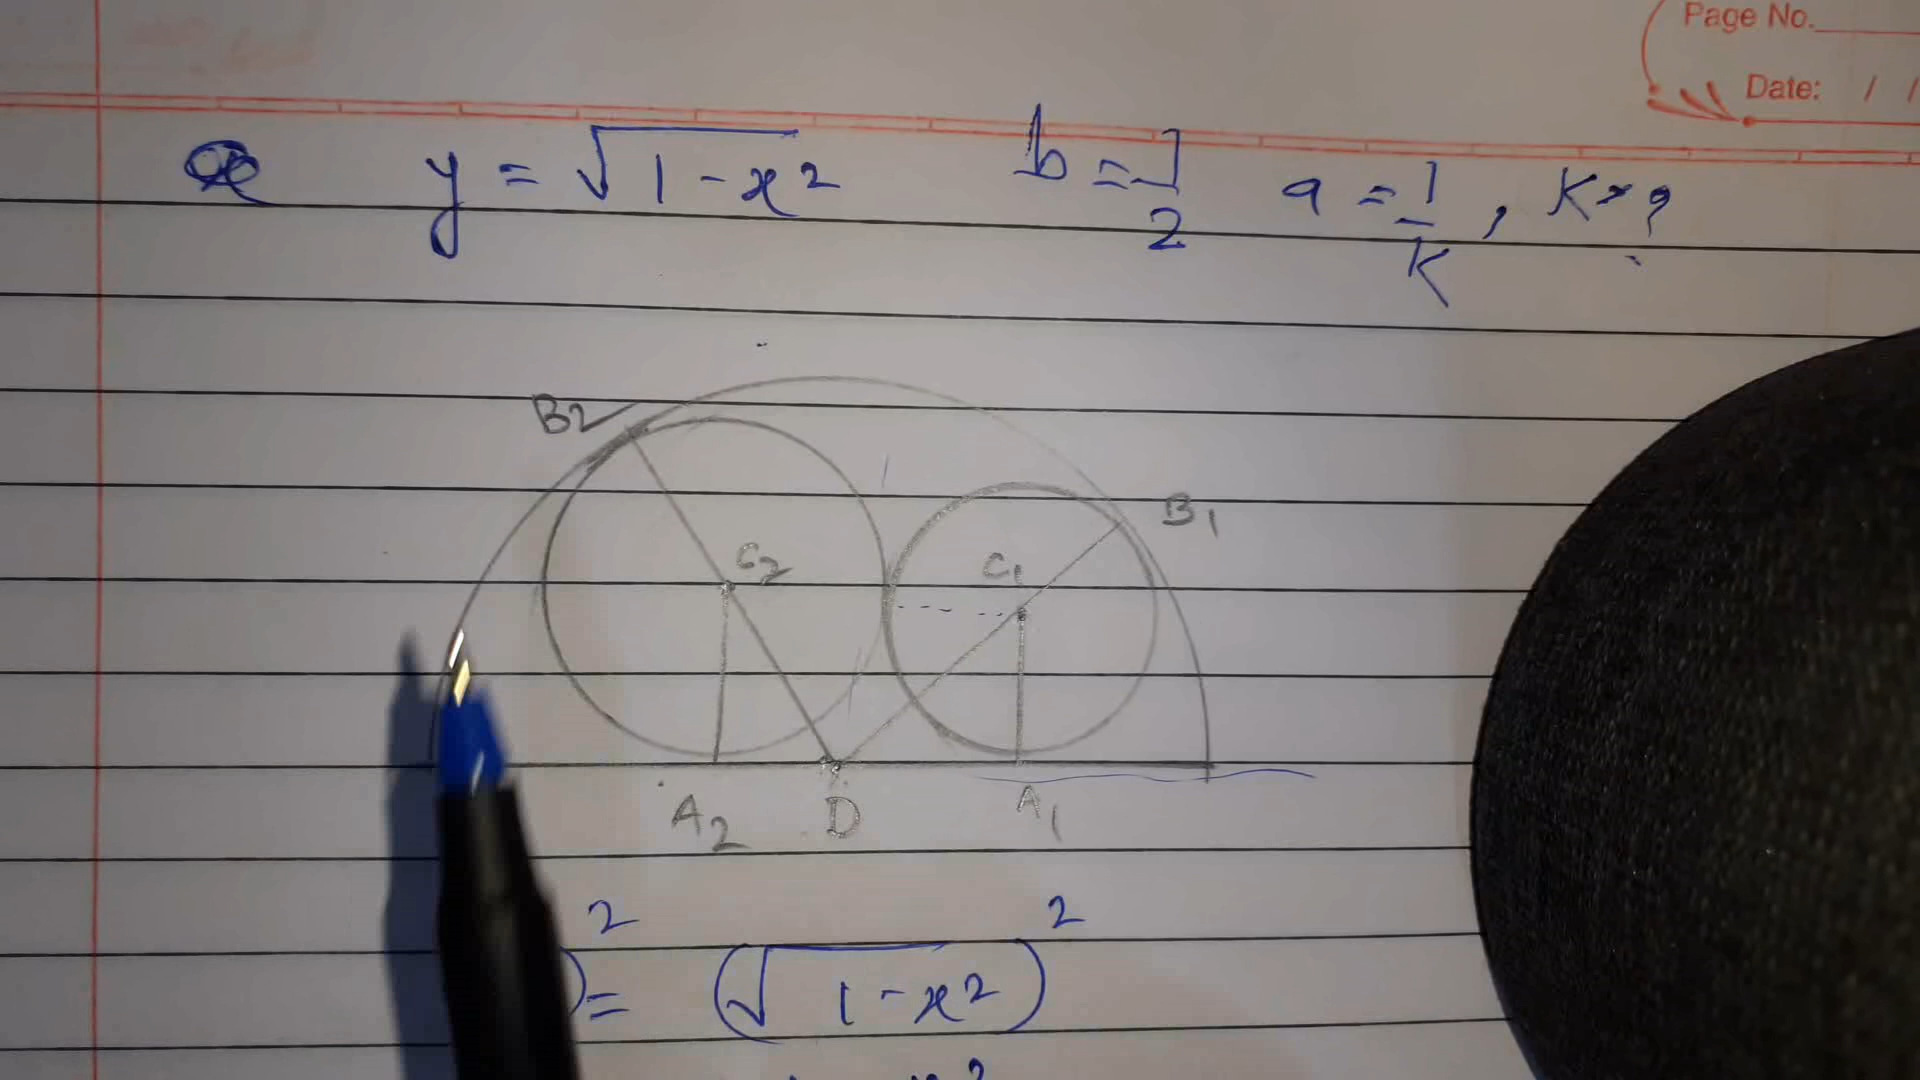 Page No.
Date: / /
y = √1 - x² b = 1/2 a = 1/K , K = ?
B2
B1
C2 C1
A2 D A1
)² = (√1 - x²)²